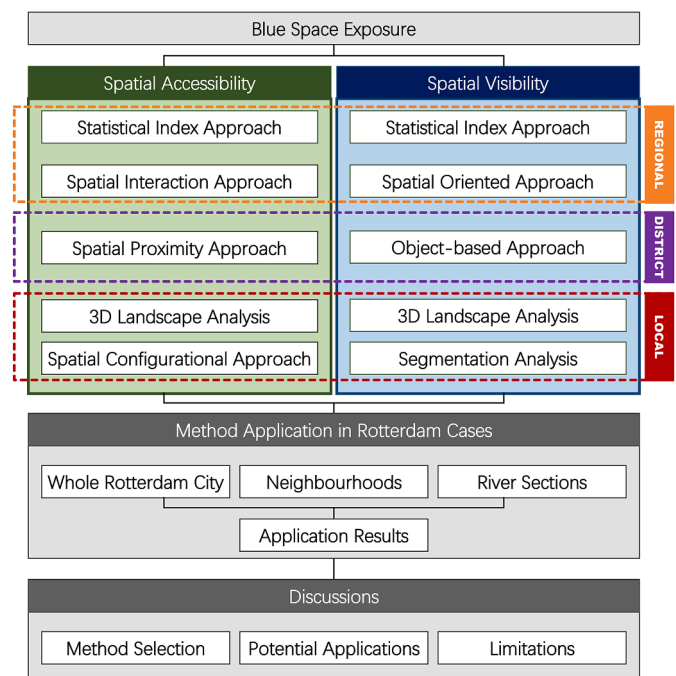 Blue Space Exposure
Spatial Accessibility
Spatial Visibility
Statistical Index Approach
Statistical Index Approach
REGIONAL
Spatial Interaction Approach
Spatial Oriented Approach
Spatial Proximity Approach
Object-based Approach
DISTRICT
3D Landscape Analysis
3D Landscape Analysis
LOCAL
Spatial Configurational Approach
Segmentation Analysis
Method Application in Rotterdam Cases
Whole Rotterdam City
Neighbourhoods
River Sections
Application Results
Discussions
Method Selection
Potential Applications
Limitations